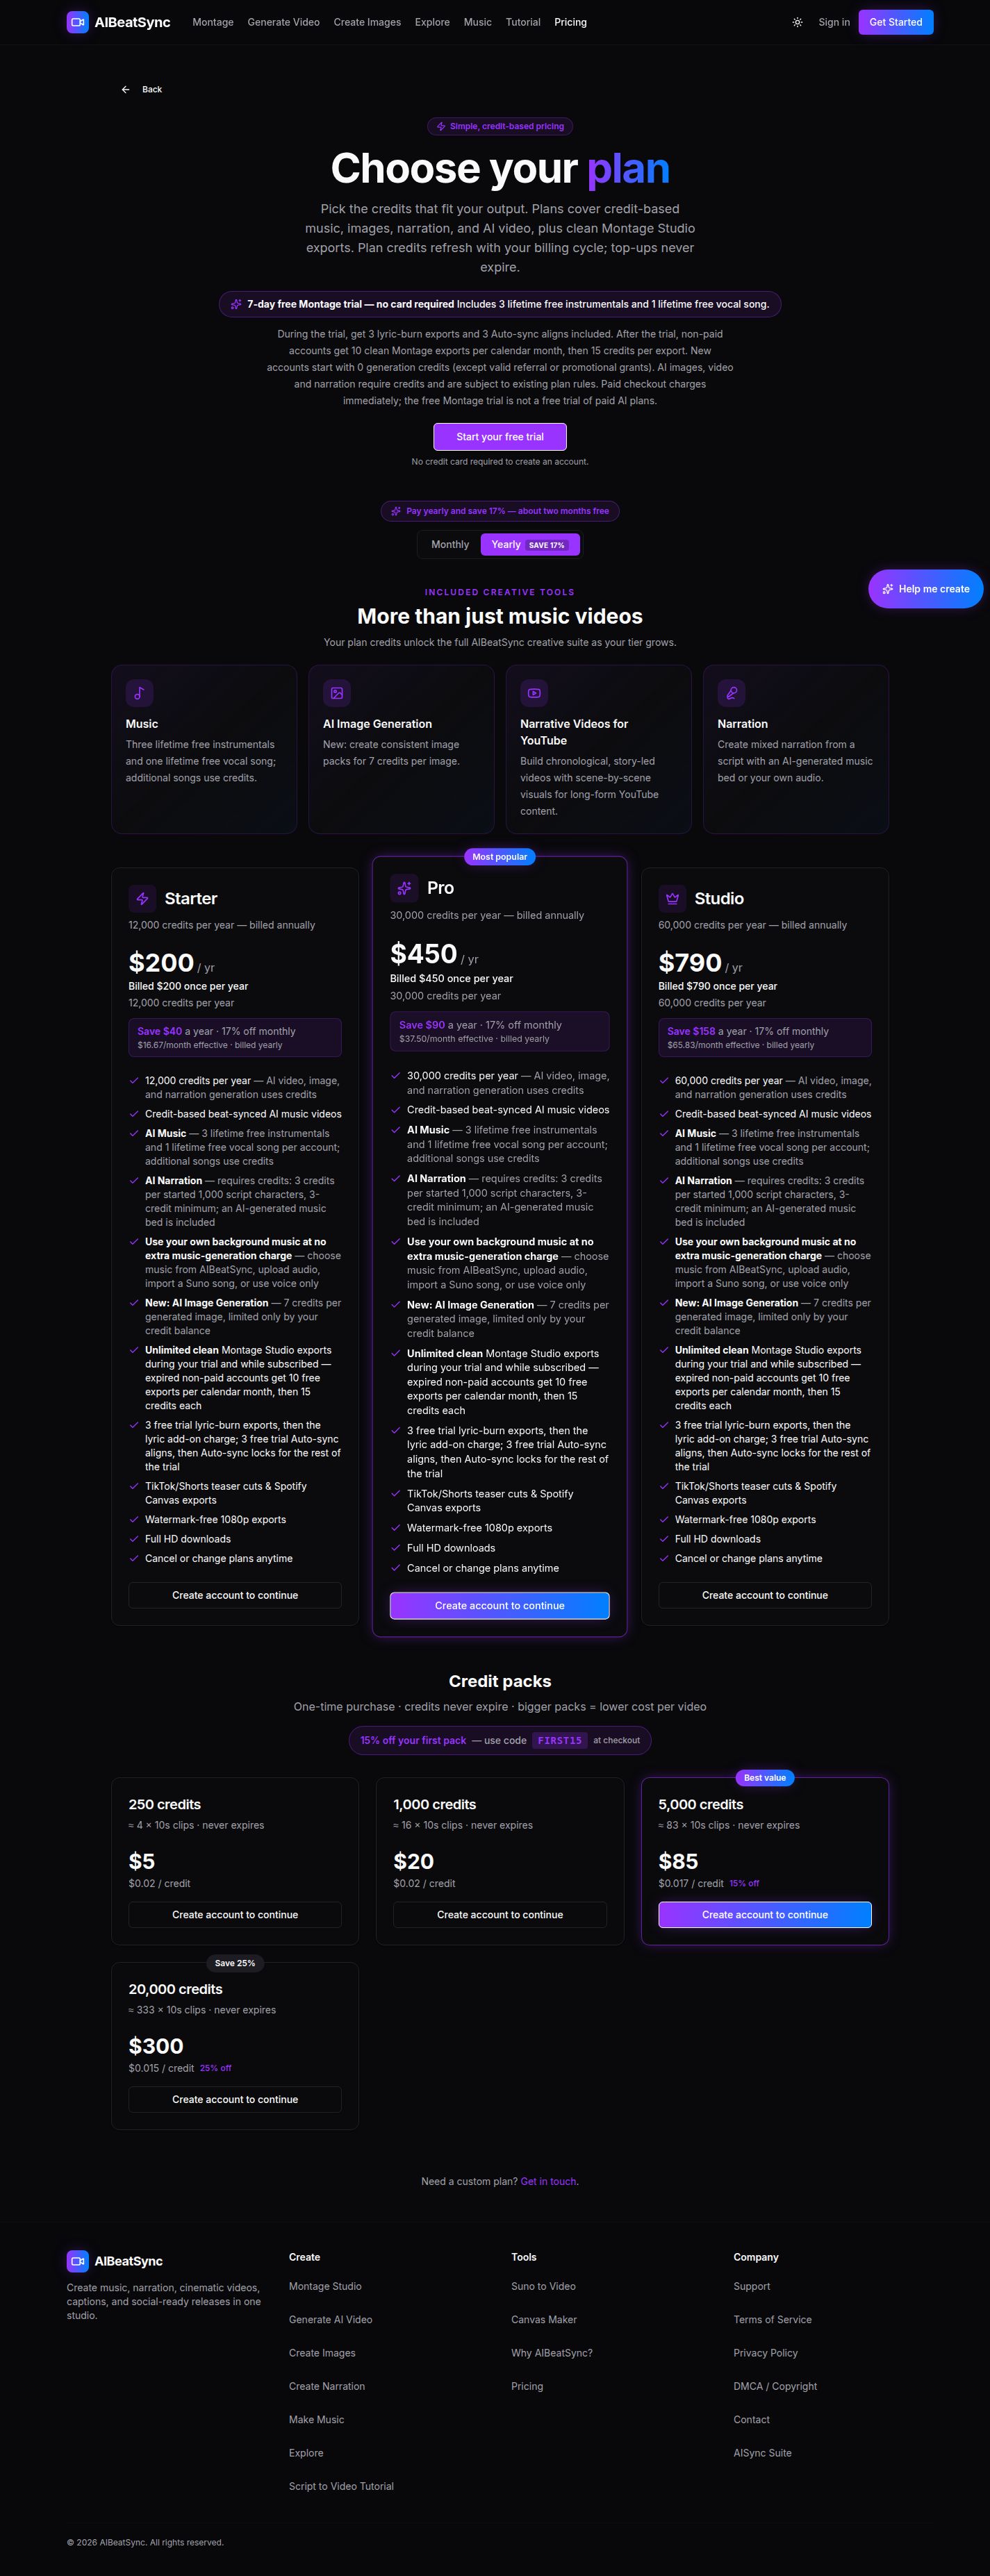 AIBeatSync
Montage
Generate Video
Create Images
Explore
Music
Tutorial
Pricing
Sign in
Get Started
Back
Simple, credit-based pricing
Choose your plan
Pick the credits that fit your output. Plans cover credit-based
music, images, narration, and AI video, plus clean Montage Studio
exports. Plan credits refresh with your billing cycle; top-ups never
expire.
7-day free Montage trial — no card required Includes 3 lifetime free instrumentals and 1 lifetime free vocal song.
During the trial, get 3 lyric-burn exports and 3 Auto-sync aligns included. After the trial, non-paid
accounts get 10 clean Montage exports per calendar month, then 15 credits per export. New
accounts start with 0 generation credits (except valid referral or promotional grants). AI images, video
and narration require credits and are subject to existing plan rules. Paid checkout charges
immediately; the free Montage trial is not a free trial of paid AI plans.
Start your free trial
No credit card required to create an account.
Pay yearly and save 17% — about two months free
Monthly
Yearly SAVE 17%
Help me create
INCLUDED CREATIVE TOOLS
More than just music videos
Your plan credits unlock the full AIBeatSync creative suite as your tier grows.
Music
Three lifetime free instrumentals
and one lifetime free vocal song;
additional songs use credits.
AI Image Generation
New: create consistent image
packs for 7 credits per image.
Narrative Videos for
YouTube
Build chronological, story-led
videos with scene-by-scene
visuals for long-form YouTube
content.
Narration
Create mixed narration from a
script with an AI-generated music
bed or your own audio.
Starter
12,000 credits per year — billed annually
$200 / yr
Billed $200 once per year
12,000 credits per year
Save $40 a year · 17% off monthly
$16.67/month effective · billed yearly
12,000 credits per year — AI video, image,
and narration generation uses credits
Credit-based beat-synced AI music videos
AI Music — 3 lifetime free instrumentals
and 1 lifetime free vocal song per account;
additional songs use credits
AI Narration — requires credits: 3 credits
per started 1,000 script characters, 3-
credit minimum; an AI-generated music
bed is included
Use your own background music at no
extra music-generation charge — choose
music from AIBeatSync, upload audio,
import a Suno song, or use voice only
New: AI Image Generation — 7 credits per
generated image, limited only by your
credit balance
Unlimited clean Montage Studio exports
during your trial and while subscribed —
expired non-paid accounts get 10 free
exports per calendar month, then 15
credits each
3 free trial lyric-burn exports, then the
lyric add-on charge; 3 free trial Auto-sync
aligns, then Auto-sync locks for the rest of
the trial
TikTok/Shorts teaser cuts & Spotify
Canvas exports
Watermark-free 1080p exports
Full HD downloads
Cancel or change plans anytime
Create account to continue
Most popular
Pro
30,000 credits per year — billed annually
$450 / yr
Billed $450 once per year
30,000 credits per year
Save $90 a year · 17% off monthly
$37.50/month effective · billed yearly
30,000 credits per year — AI video, image,
and narration generation uses credits
Credit-based beat-synced AI music videos
AI Music — 3 lifetime free instrumentals
and 1 lifetime free vocal song per account;
additional songs use credits
AI Narration — requires credits: 3 credits
per started 1,000 script characters, 3-
credit minimum; an AI-generated music
bed is included
Use your own background music at no
extra music-generation charge — choose
music from AIBeatSync, upload audio,
import a Suno song, or use voice only
New: AI Image Generation — 7 credits per
generated image, limited only by your
credit balance
Unlimited clean Montage Studio exports
during your trial and while subscribed —
expired non-paid accounts get 10 free
exports per calendar month, then 15
credits each
3 free trial lyric-burn exports, then the
lyric add-on charge; 3 free trial Auto-sync
aligns, then Auto-sync locks for the rest of
the trial
TikTok/Shorts teaser cuts & Spotify
Canvas exports
Watermark-free 1080p exports
Full HD downloads
Cancel or change plans anytime
Create account to continue
Studio
60,000 credits per year — billed annually
$790 / yr
Billed $790 once per year
60,000 credits per year
Save $158 a year · 17% off monthly
$65.83/month effective · billed yearly
60,000 credits per year — AI video, image,
and narration generation uses credits
Credit-based beat-synced AI music videos
AI Music — 3 lifetime free instrumentals
and 1 lifetime free vocal song per account;
additional songs use credits
AI Narration — requires credits: 3 credits
per started 1,000 script characters, 3-
credit minimum; an AI-generated music
bed is included
Use your own background music at no
extra music-generation charge — choose
music from AIBeatSync, upload audio,
import a Suno song, or use voice only
New: AI Image Generation — 7 credits per
generated image, limited only by your
credit balance
Unlimited clean Montage Studio exports
during your trial and while subscribed —
expired non-paid accounts get 10 free
exports per calendar month, then 15
credits each
3 free trial lyric-burn exports, then the
lyric add-on charge; 3 free trial Auto-sync
aligns, then Auto-sync locks for the rest of
the trial
TikTok/Shorts teaser cuts & Spotify
Canvas exports
Watermark-free 1080p exports
Full HD downloads
Cancel or change plans anytime
Create account to continue
Credit packs
One-time purchase · credits never expire · bigger packs = lower cost per video
15% off your first pack — use code FIRST15 at checkout
250 credits
≈ 4 × 10s clips · never expires
$5
$0.02 / credit
Create account to continue
1,000 credits
≈ 16 × 10s clips · never expires
$20
$0.02 / credit
Create account to continue
Best value
5,000 credits
≈ 83 × 10s clips · never expires
$85
$0.017 / credit 15% off
Create account to continue
Save 25%
20,000 credits
≈ 333 × 10s clips · never expires
$300
$0.015 / credit 25% off
Create account to continue
Need a custom plan? Get in touch.
AIBeatSync
Create music, narration, cinematic videos,
captions, and social-ready releases in one
studio.
Create
Montage Studio
Generate AI Video
Create Images
Create Narration
Make Music
Explore
Script to Video Tutorial
Tools
Suno to Video
Canvas Maker
Why AIBeatSync?
Pricing
Company
Support
Terms of Service
Privacy Policy
DMCA / Copyright
Contact
AISync Suite
© 2026 AIBeatSync. All rights reserved.